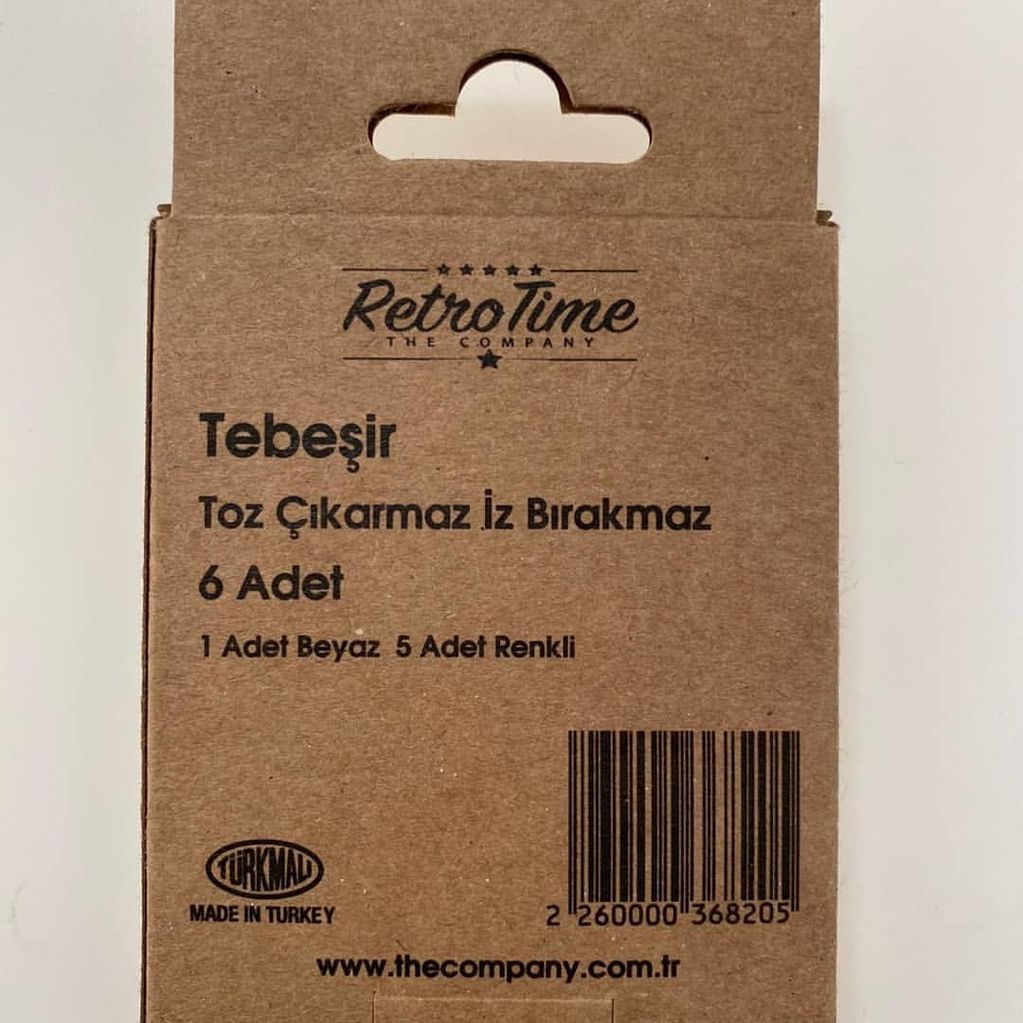 RetroTime
THE COMPANY
Tebeşir
Toz Çıkarmaz İz Bırakmaz
6 Adet
1 Adet Beyaz 5 Adet Renkli
TÜRKMALI
MADE IN TURKEY
2 260000 368205
www.thecompany.com.tr